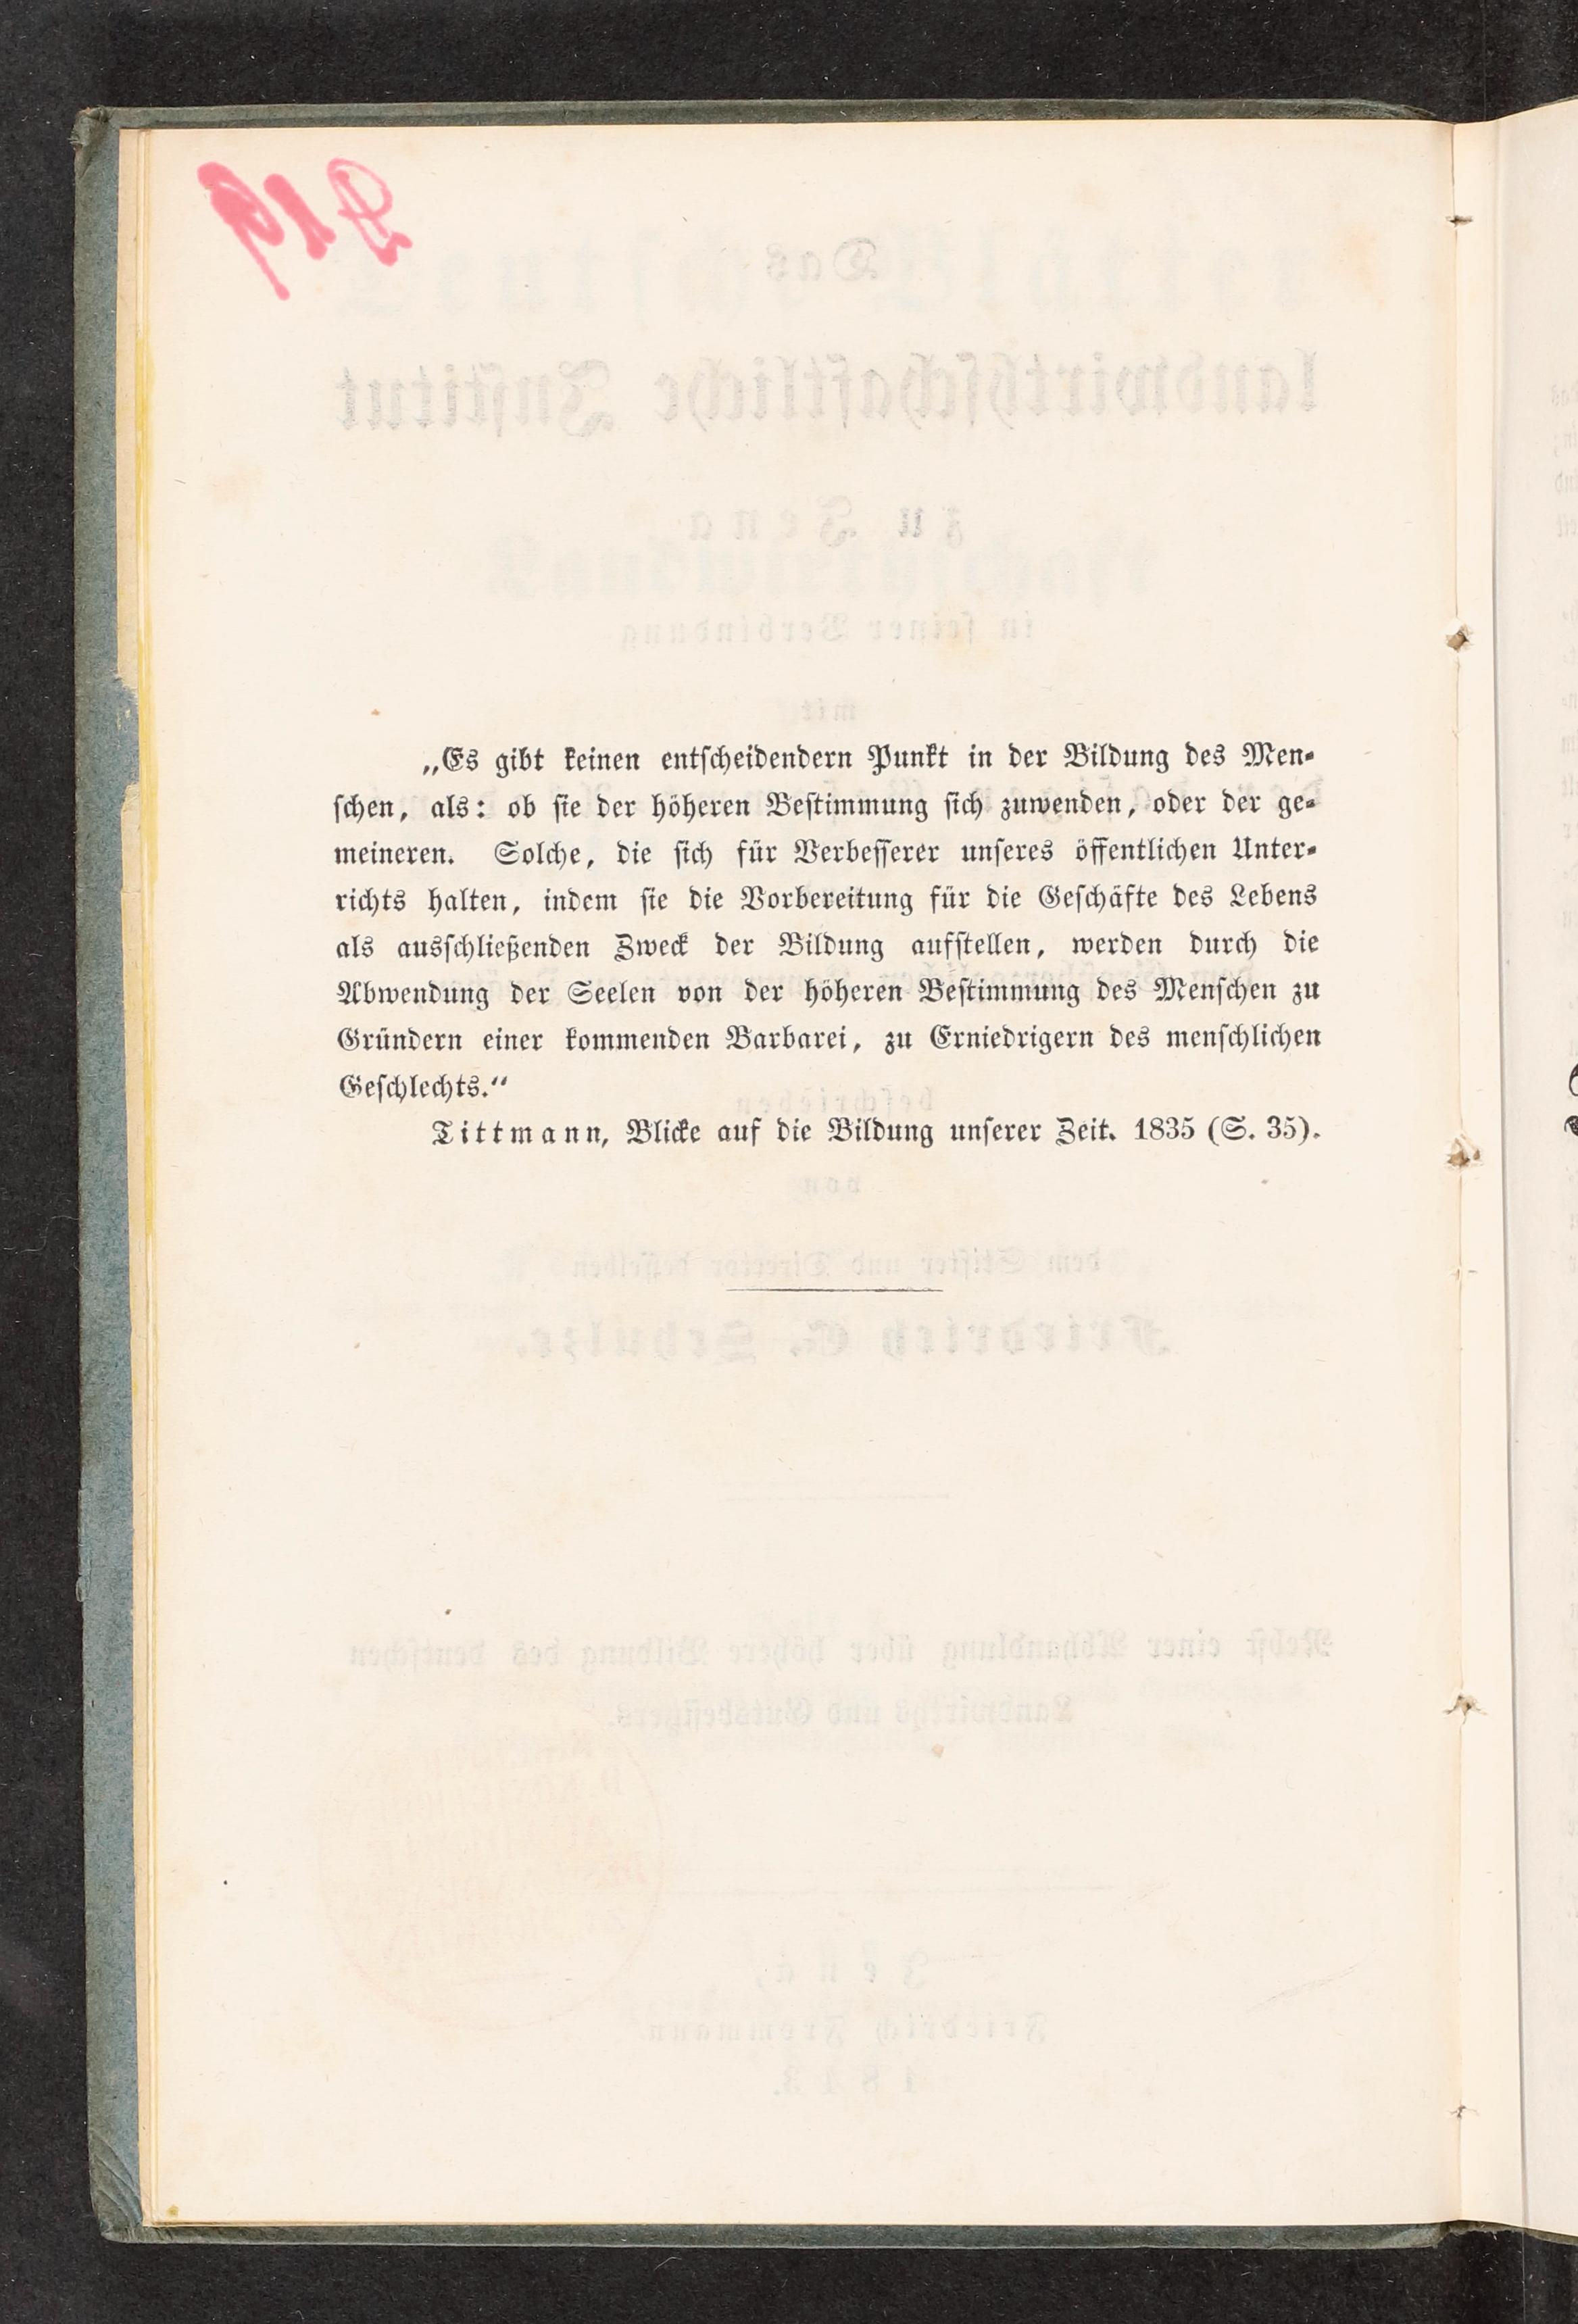 „Es gibt keinen entscheidendern Punkt in der Bildung des Men-
schen, als: ob sie der höheren Bestimmung sich zuwenden, oder der ge-
meineren. Solche, die sich für Verbesserer unseres öffentlichen Unter-
richts halten, indem sie die Vorbereitung für die Geschäfte des Lebens
als ausschließenden Zweck der Bildung aufstellen, werden durch die
Abwendung der Seelen von der höheren Bestimmung des Menschen zu
Gründern einer kommenden Barbarei, zu Erniedrigern des menschlichen
Geschlechts.“
Tittmann, Blicke auf die Bildung unserer Zeit. 1835 (S. 35).